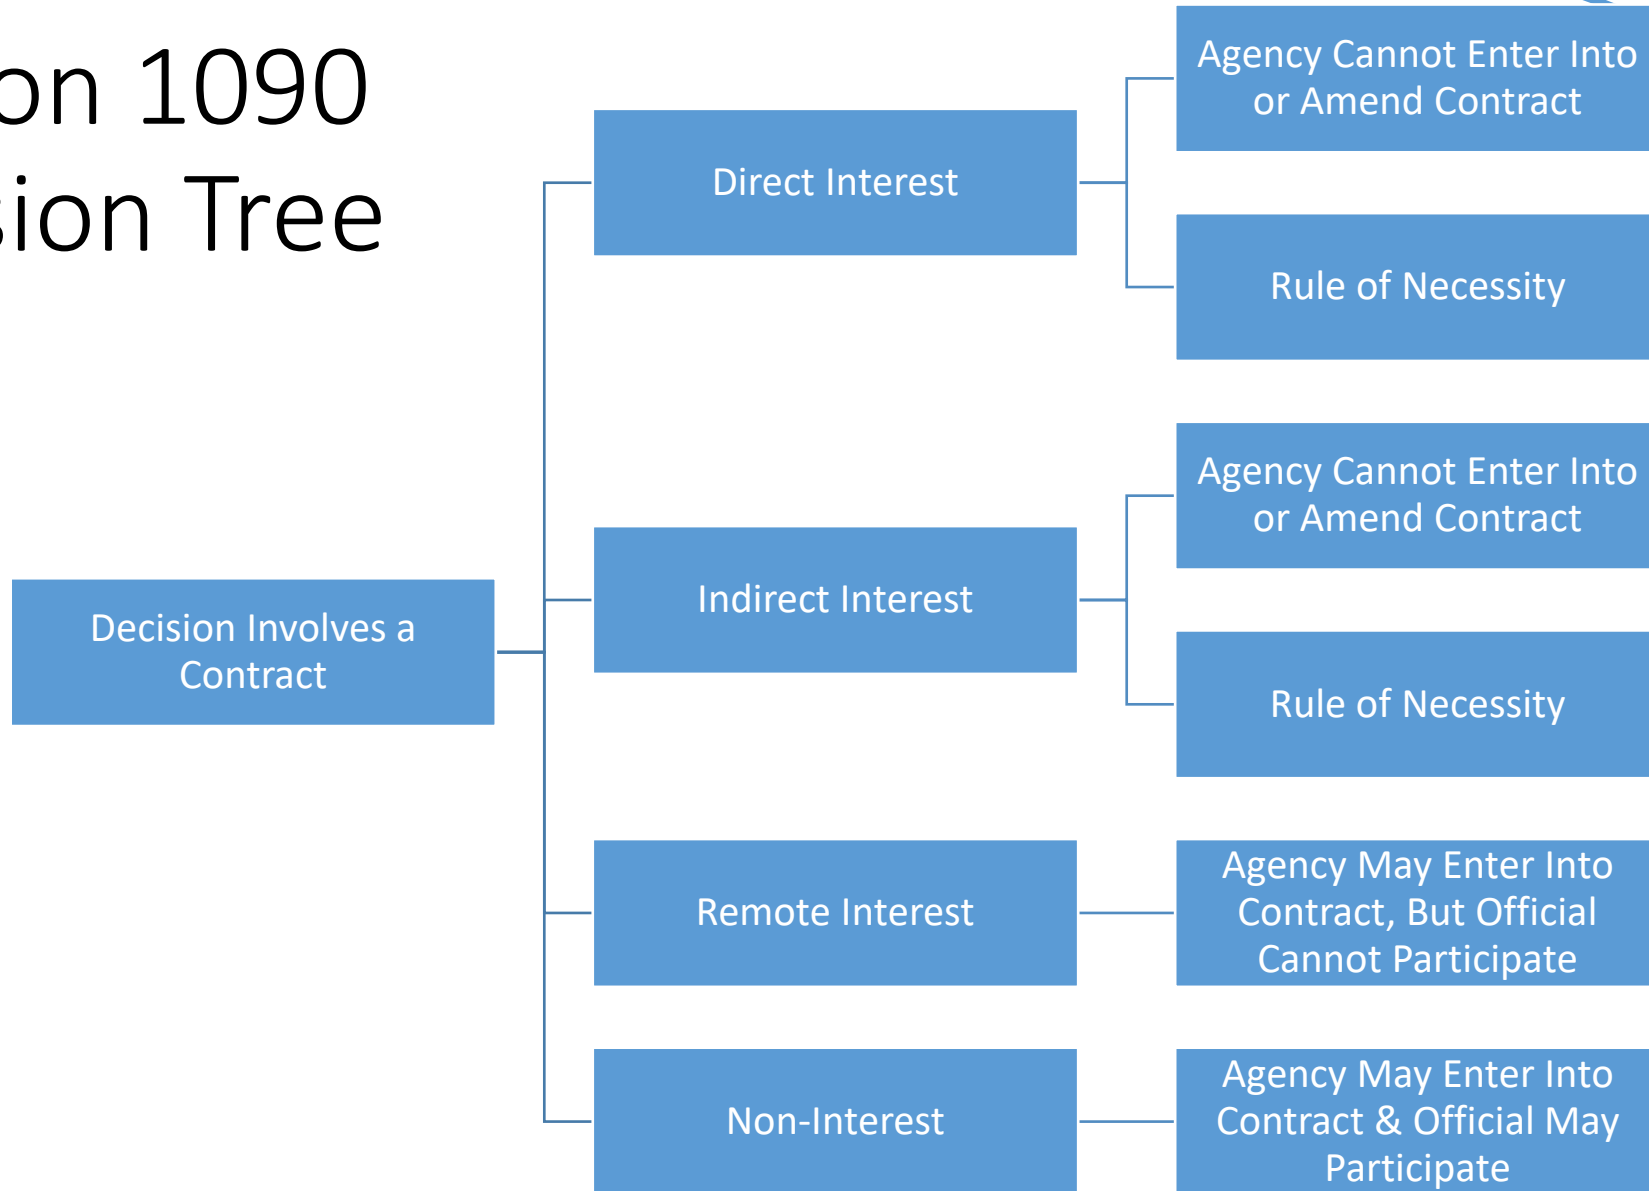 on 1090
sion Tree
Decision Involves a
Contract
Direct Interest
Agency Cannot Enter Into
or Amend Contract
Rule of Necessity
Indirect Interest
Agency Cannot Enter Into
or Amend Contract
Rule of Necessity
Remote Interest
Agency May Enter Into
Contract, But Official
Cannot Participate
Non-Interest
Agency May Enter Into
Contract & Official May
Participate